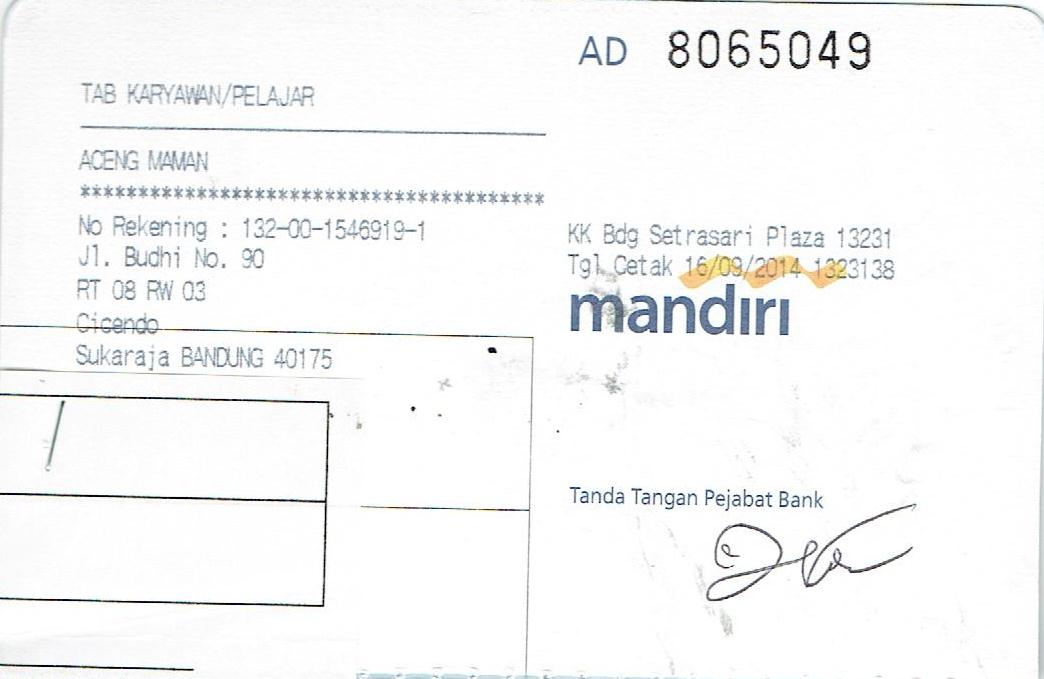 AD 8065049
TAB KARYAWAN/PELAJAR
ACENG MAMAN
****************************************
No Rekening : 132-00-1546919-1
Jl. Budhi No. 90
RT 08 RW 03
Cicendo
Sukaraja BANDUNG 40175
KK Bdg Setrasari Plaza 13231
Tgl Cetak 16/09/2014 1323138
mandiri
Tanda Tangan Pejabat Bank